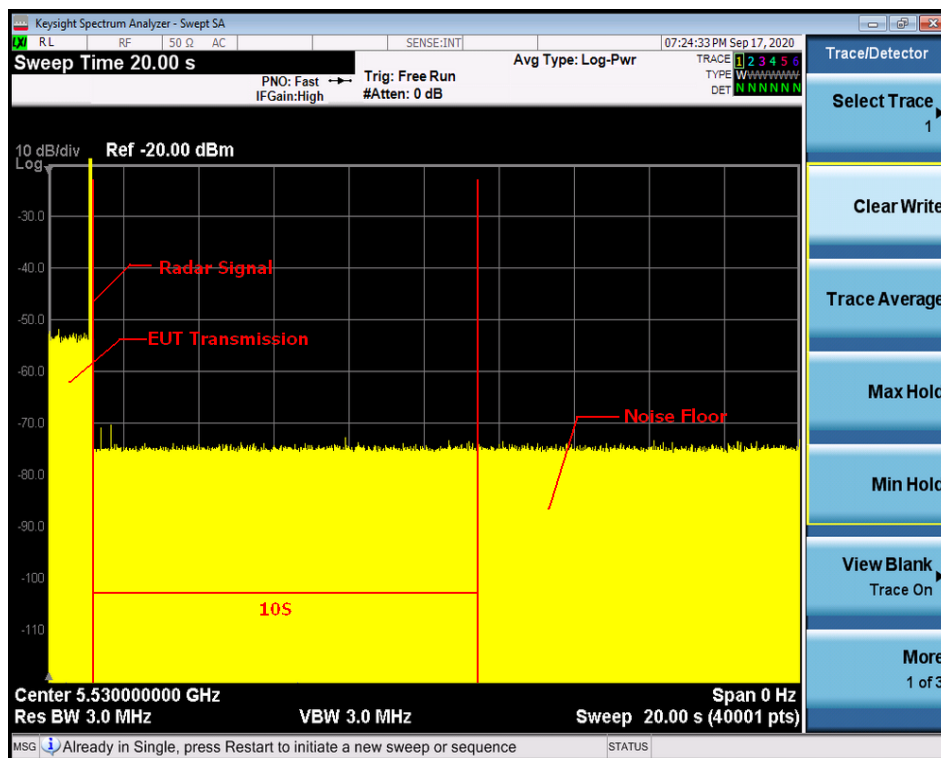 Keysight Spectrum Analyzer - Swept SA
LXI RL RF 50 Ω AC SENSE:INT 07:24:33 PM Sep 17, 2020
Sweep Time 20.00 s
Avg Type: Log-Pwr
TRACE 1 2 3 4 5 6
PNO: Fast Trig: Free Run
TYPE WWWWWWW
IFGain:High #Atten: 0 dB
DET N N N N N N
Trace/Detector
Select Trace
1
10 dB/div Ref -20.00 dBm
Log
Clear Write
-30.0
-40.0
Radar Signal
Trace Average
-50.0
EUT Transmission
-60.0
Max Hold
-70.0
Noise Floor
-80.0
Min Hold
-90.0
-100
View Blank
Trace On
10S
-110
More
1 of 3
Center 5.530000000 GHz Span 0 Hz
Res BW 3.0 MHz VBW 3.0 MHz Sweep 20.00 s (40001 pts)
MSG Already in Single, press Restart to initiate a new sweep or sequence STATUS